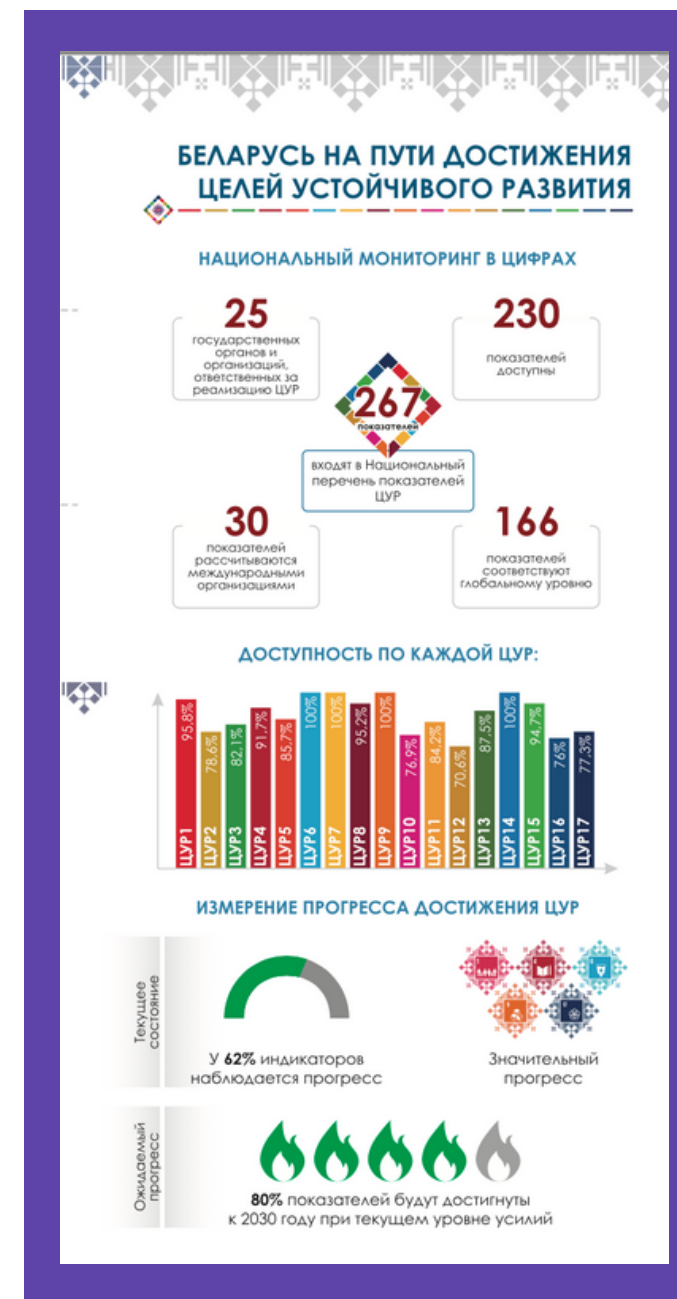 БЕЛАРУСЬ НА ПУТИ ДОСТИЖЕНИЯ
ЦЕЛЕЙ УСТОЙЧИВОГО РАЗВИТИЯ
НАЦИОНАЛЬНЫЙ МОНИТОРИНГ В ЦИФРАХ
25
государственных
органов и
организаций,
ответственных за
реализацию ЦУР
230
показателей
доступны
267
показателей
входят в Национальный
перечень показателей
ЦУР
30
показателей
рассчитываются
международными
организациями
166
показателей
соответствуют
глобальному уровню
ДОСТУПНОСТЬ ПО КАЖДОЙ ЦУР:
ЦУР1 95,8%
ЦУР2 78,6%
ЦУР3 82,1%
ЦУР4 91,7%
ЦУР5 85,7%
ЦУР6 100%
ЦУР7 100%
ЦУР8 95,2%
ЦУР9 100%
ЦУР10 76,9%
ЦУР11 84,2%
ЦУР12 70,6%
ЦУР13 87,5%
ЦУР14 100%
ЦУР15 94,7%
ЦУР16 76%
ЦУР17 77,3%
ИЗМЕРЕНИЕ ПРОГРЕССА ДОСТИЖЕНИЯ ЦУР
Текущее
состояние
У 62% индикаторов
наблюдается прогресс
Значительный
прогресс
Ожидаемый
прогресс
80% показателей будут достигнуты
к 2030 году при текущем уровне усилий